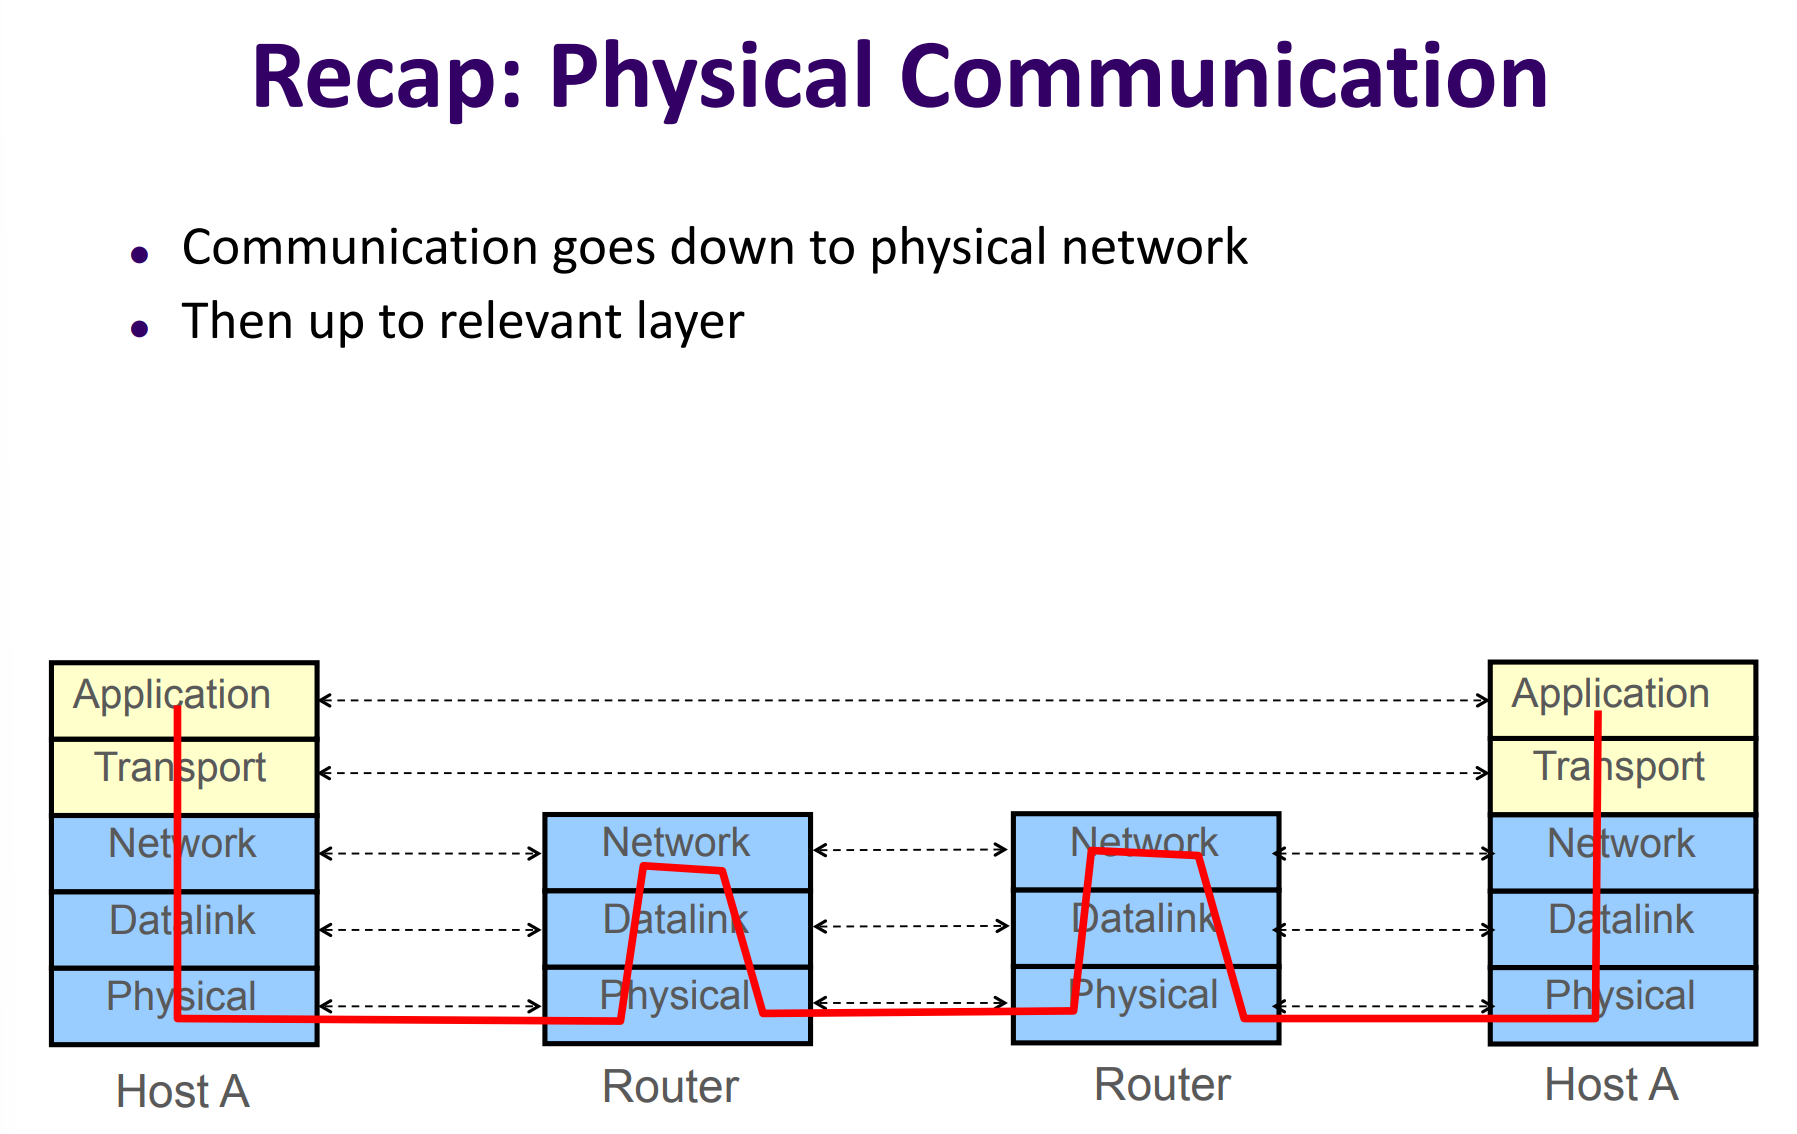 Recap: Physical Communication
• Communication goes down to physical network
• Then up to relevant layer
Application
Transport
Network
Datalink
Physical
Host A
Network
Datalink
Physical
Router
Network
Datalink
Physical
Router
Application
Transport
Network
Datalink
Physical
Host A